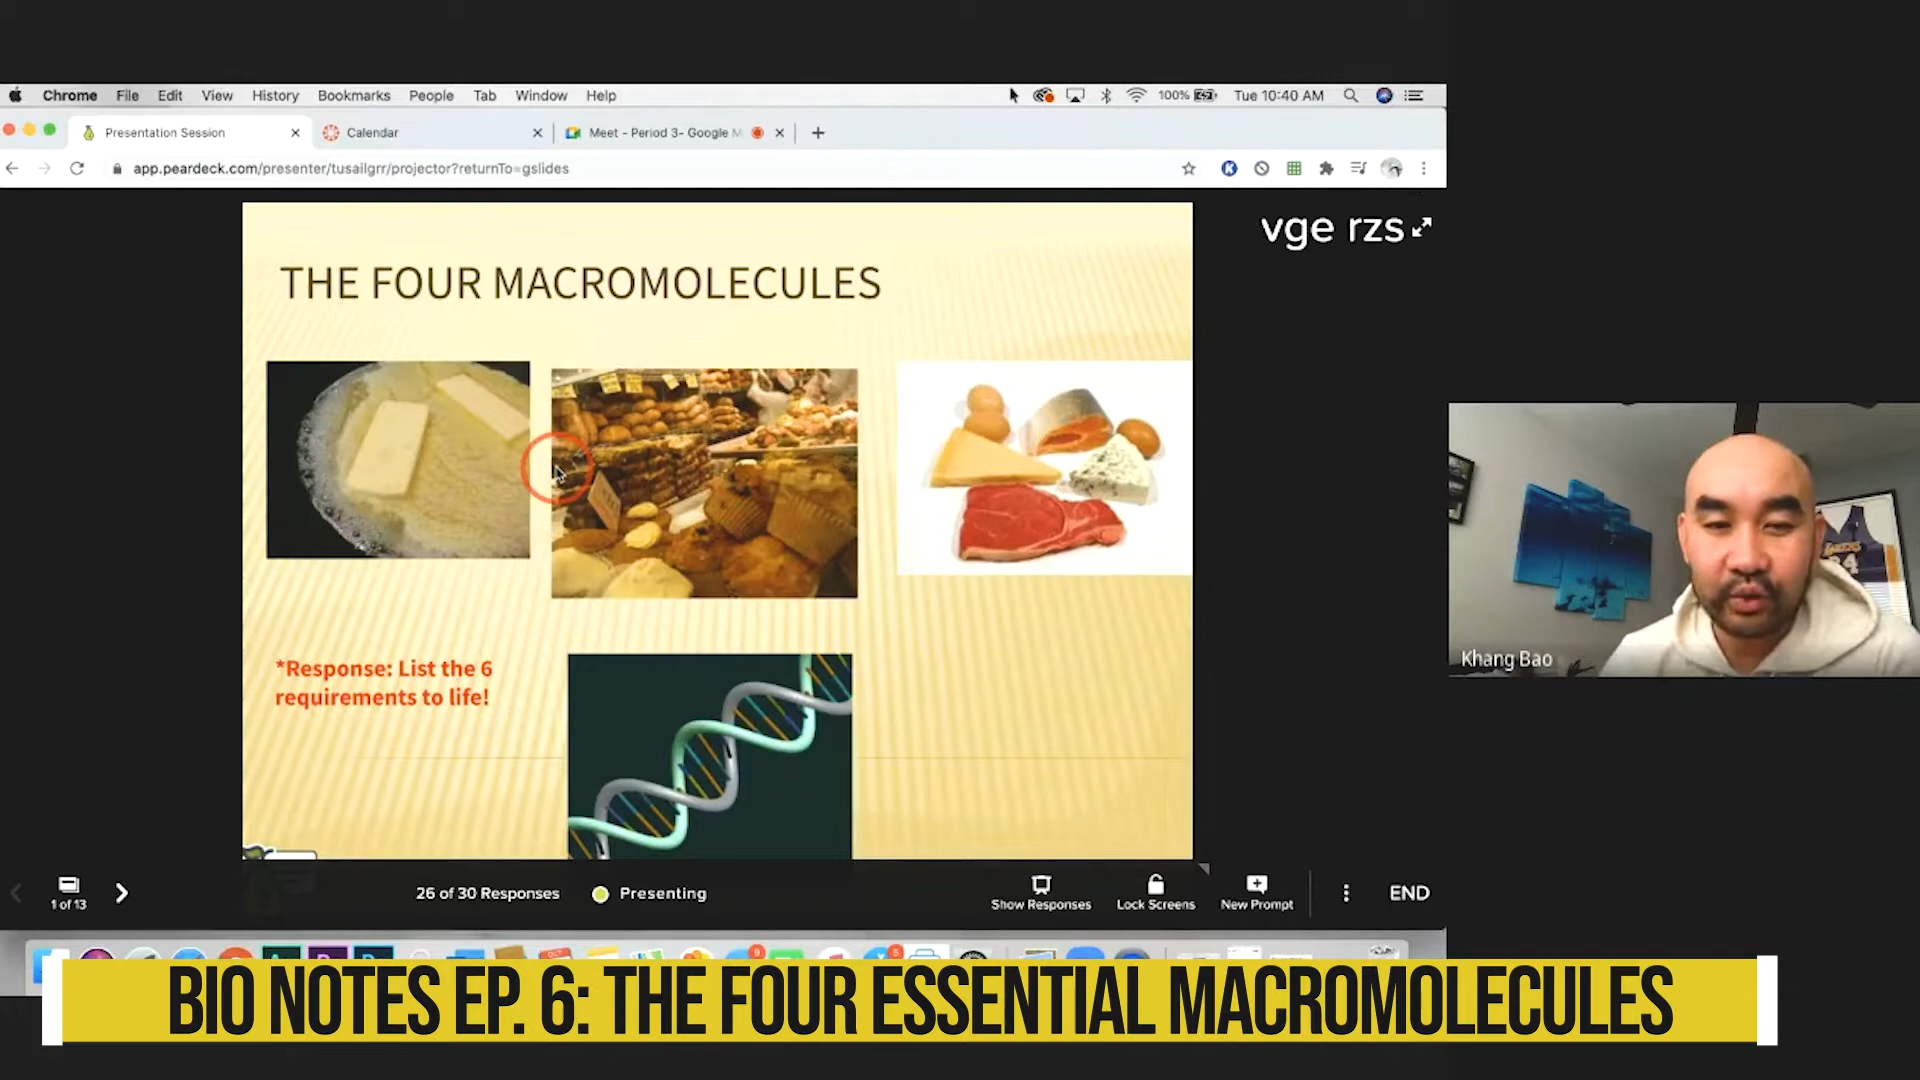 Chrome File Edit View History Bookmarks People Tab Window Help 100% Tue 10:40 AM
Presentation Session Calendar Meet - Period 3- Google M
app.peardeck.com/presenter/tusailgrr/projector?returnTo=gslides
K
vge rzs
THE FOUR MACROMOLECULES
*Response: List the 6
requirements to life!
Khang Bao
1 of 13
26 of 30 Responses
Presenting
Show Responses
Lock Screens
New Prompt
END
BIO NOTES EP. 6: THE FOUR ESSENTIAL MACROMOLECULES